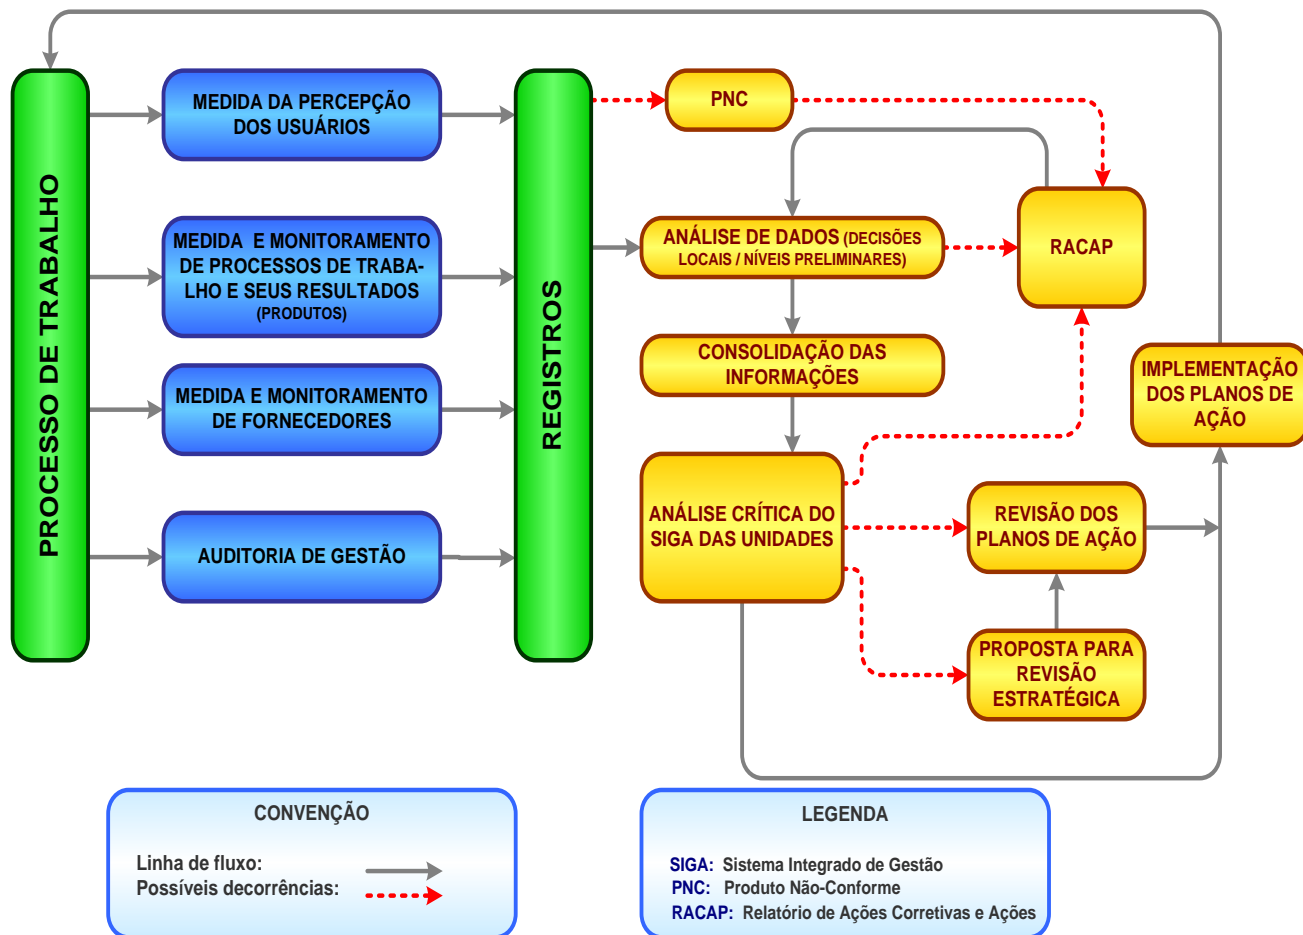 PROCESSO DE TRABALHO
MEDIDA DA PERCEPÇÃO
DOS USUÁRIOS
MEDIDA E MONITORAMENTO
DE PROCESSOS DE TRABA-
LHO E SEUS RESULTADOS
(PRODUTOS)
MEDIDA E MONITORAMENTO
DE FORNECEDORES
AUDITORIA DE GESTÃO
REGISTROS
PNC
ANÁLISE DE DADOS (DECISÕES
LOCAIS / NÍVEIS PRELIMINARES)
RACAP
CONSOLIDAÇÃO DAS
INFORMAÇÕES
IMPLEMENTAÇÃO
DOS PLANOS DE
AÇÃO
ANÁLISE CRÍTICA DO
SIGA DAS UNIDADES
REVISÃO DOS
PLANOS DE AÇÃO
PROPOSTA PARA
REVISÃO
ESTRATÉGICA
CONVENÇÃO
Linha de fluxo:
Possíveis decorrências:
LEGENDA
SIGA: Sistema Integrado de Gestão
PNC: Produto Não-Conforme
RACAP: Relatório de Ações Corretivas e Ações